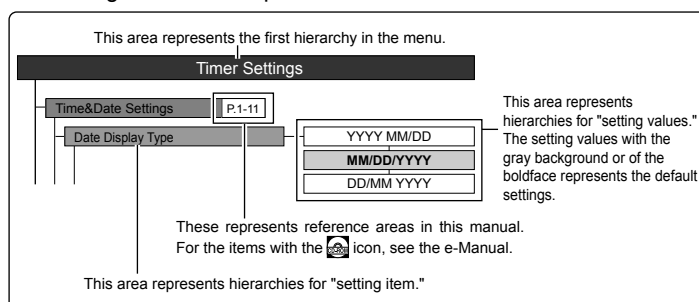 This area represents the first hierarchy in the menu.
Timer Settings
Time&Date Settings P.1-11
Date Display Type
YYYY MM/DD
MM/DD/YYYY
DD/MM YYYY
This area represents
hierarchies for "setting values."
The setting values with the
gray background or of the
boldface represents the default
settings.
These represents reference areas in this manual.
For the items with the icon, see the e-Manual.
This area represents hierarchies for "setting item."